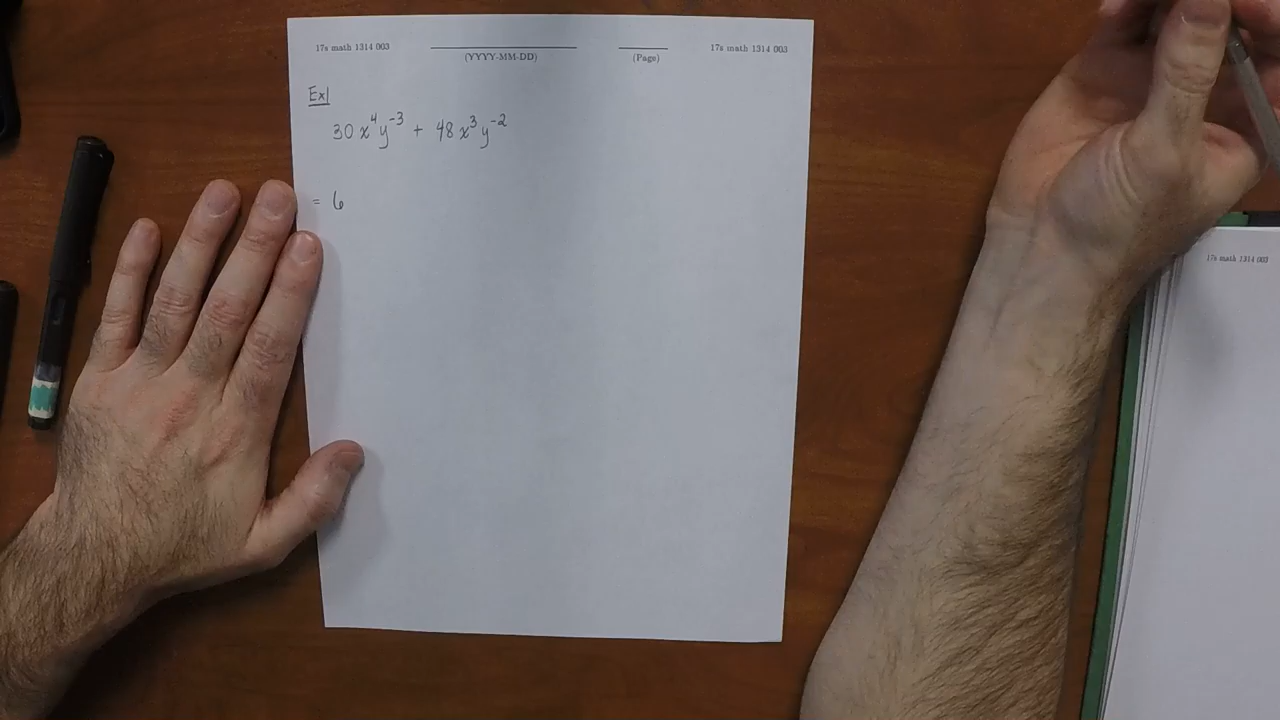 17s math 1314 003 (YYYY-MM-DD) (Page) 17s math 1314 003
Ex1
30x⁴y⁻³ + 48x³y⁻²
= 6
17s math 1314 003